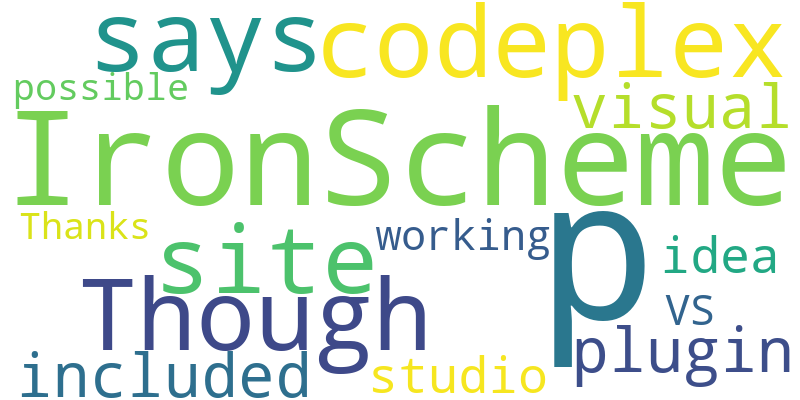 says codeplex
possible visual
IronScheme
Thanks site working p idea
Though VS
included studio plugin